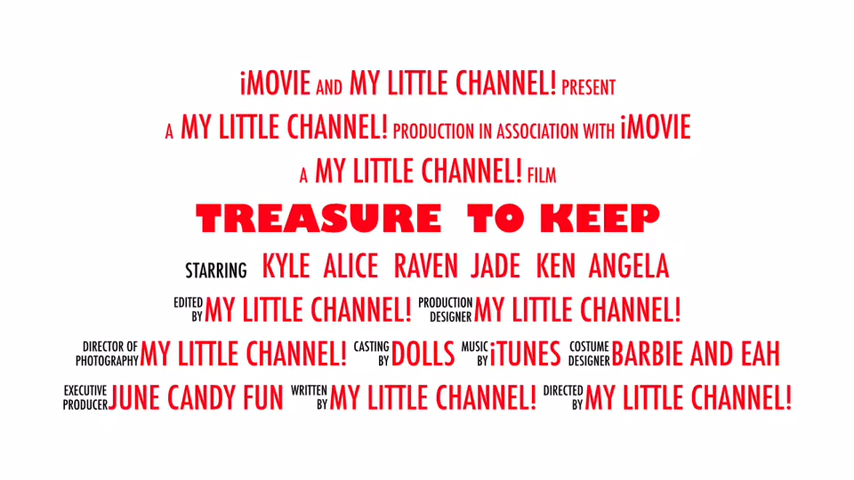 iMOVIE AND MY LITTLE CHANNEL! PRESENT
A MY LITTLE CHANNEL! PRODUCTION IN ASSOCIATION WITH iMOVIE
A MY LITTLE CHANNEL! FILM
TREASURE TO KEEP
STARRING KYLE ALICE RAVEN JADE KEN ANGELA
EDITED BY MY LITTLE CHANNEL! PRODUCTION DESIGNER MY LITTLE CHANNEL!
DIRECTOR OF PHOTOGRAPHY MY LITTLE CHANNEL! CASTING BY DOLLS MUSIC BY iTUNES COSTUME DESIGNER BARBIE AND EAH
EXECUTIVE PRODUCER JUNE CANDY FUN WRITTEN BY MY LITTLE CHANNEL! DIRECTED BY MY LITTLE CHANNEL!